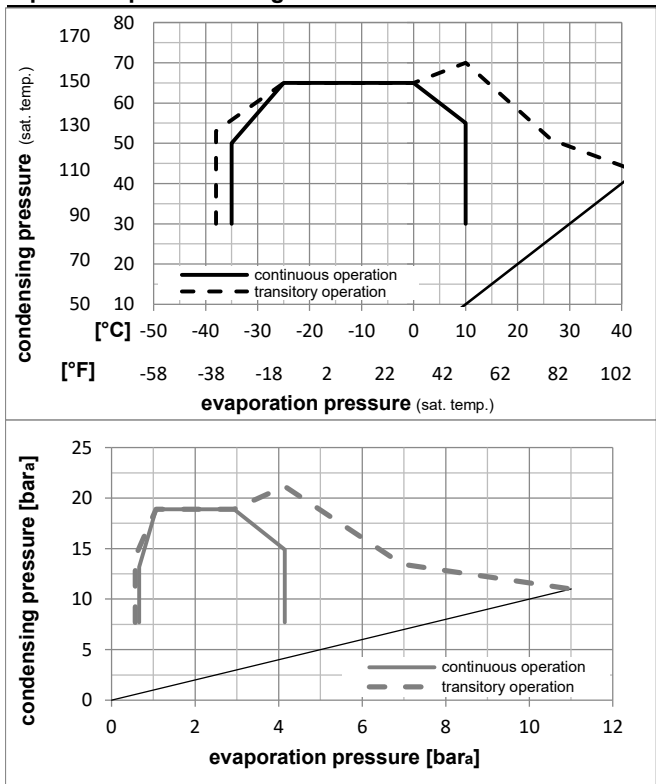 condensing pressure (sat. temp.)
170 80
150 70
60
130 50
110 40
90 30
70 20
50 10
continuous operation
transitory operation
[°C] -50 -40 -30 -20 -10 0 10 20 30 40
[°F] -58 -38 -18 2 22 42 62 82 102
evaporation pressure (sat. temp.)
condensing pressure [bara]
25
20
15
10
5
0
continuous operation
transitory operation
0 2 4 6 8 10 12
evaporation pressure [bara]